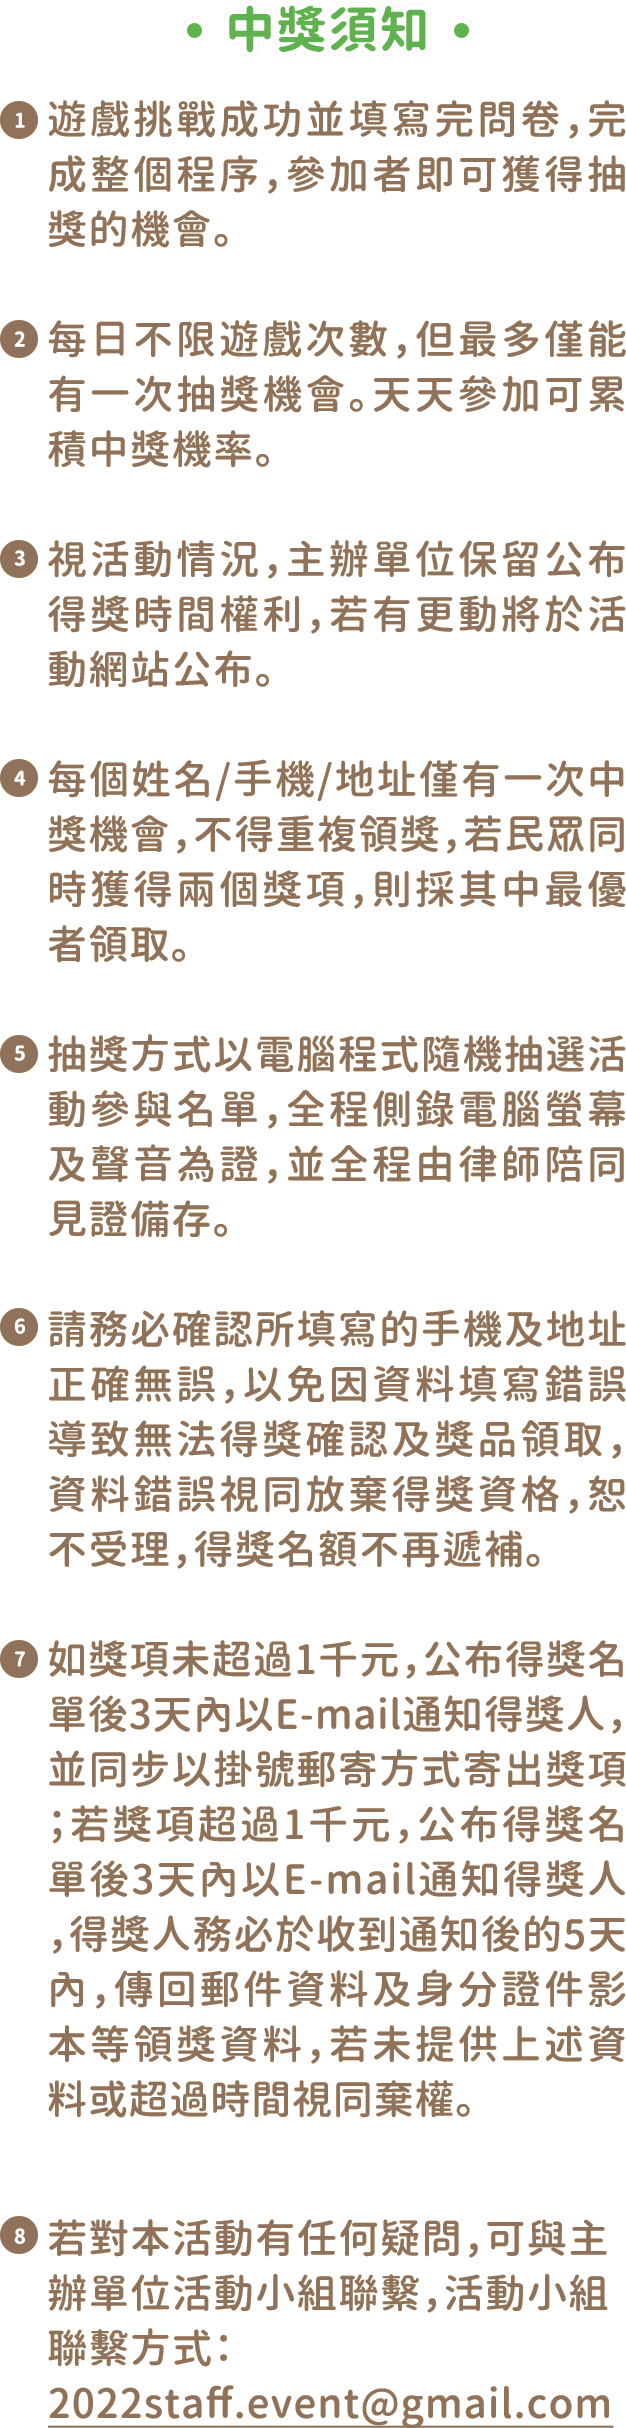 • 中獎須知 •
1 遊戲挑戰成功並填寫完問卷，完
成整個程序，參加者即可獲得抽
獎的機會。
2 每日不限遊戲次數，但最多僅能
有一次抽獎機會。天天參加可累
積中獎機率。
3 視活動情況，主辦單位保留公布
得獎時間權利，若有更動將於活
動網站公布。
4 每個姓名/手機/地址僅有一次中
獎機會，不得重複領獎，若民眾同
時獲得兩個獎項，則採其中最優
者領取。
5 抽獎方式以電腦程式隨機抽選活
動參與名單，全程側錄電腦螢幕
及聲音為證，並全程由律師陪同
見證備存。
6 請務必確認所填寫的手機及地址
正確無誤，以免因資料填寫錯誤
導致無法得獎確認及獎品領取，
資料錯誤視同放棄得獎資格，恕
不受理，得獎名額不再遞補。
7 如獎項未超過1千元，公布得獎名
單後3天內以E-mail通知得獎人，
並同步以掛號郵寄方式寄出獎項
；若獎項超過1千元，公布得獎名
單後3天內以E-mail通知得獎人
，得獎人務必於收到通知後的5天
內，傳回郵件資料及身分證件影
本等領獎資料，若未提供上述資
料或超過時間視同棄權。
8 若對本活動有任何疑問，可與主
辦單位活動小組聯繫，活動小組
聯繫方式：
2022staff.event@gmail.com